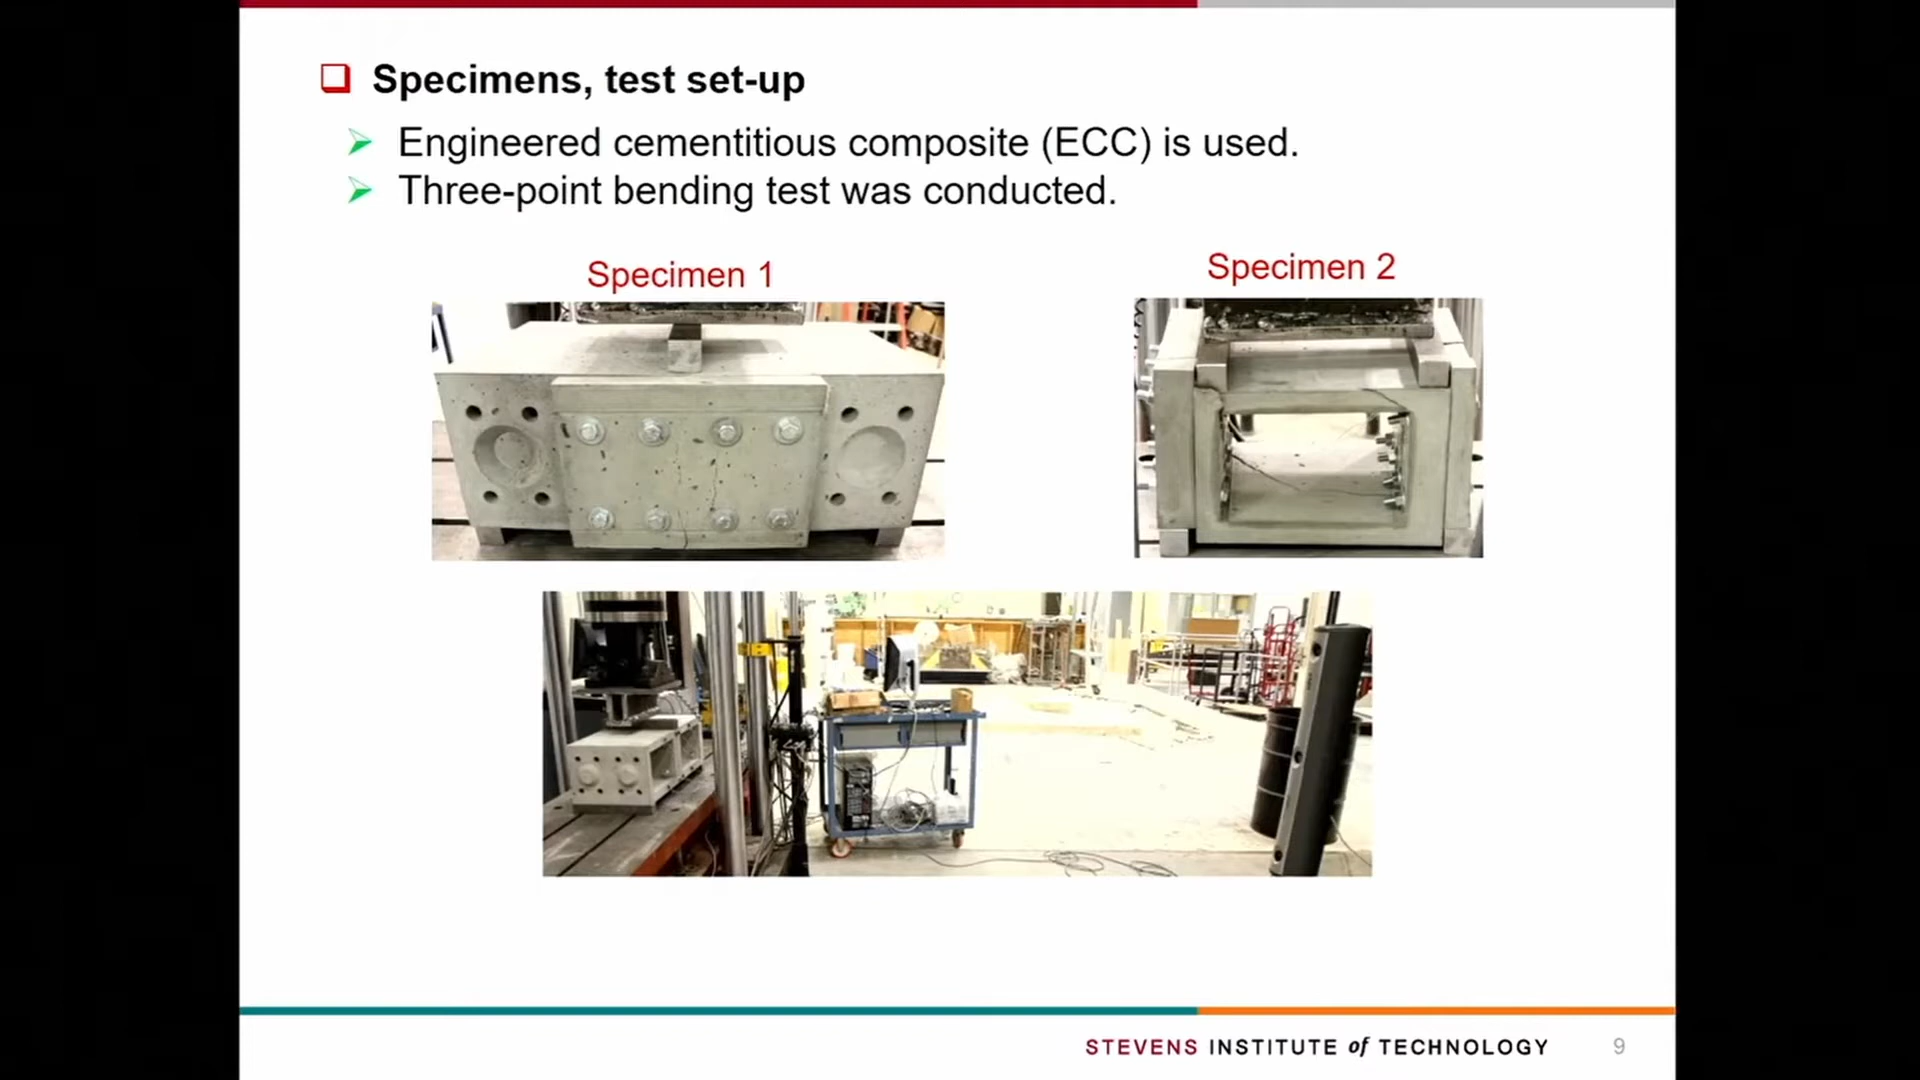 Specimens, test set-up
Engineered cementitious composite (ECC) is used.
Three-point bending test was conducted.
Specimen 1
Specimen 2
STEVENS INSTITUTE of TECHNOLOGY
9